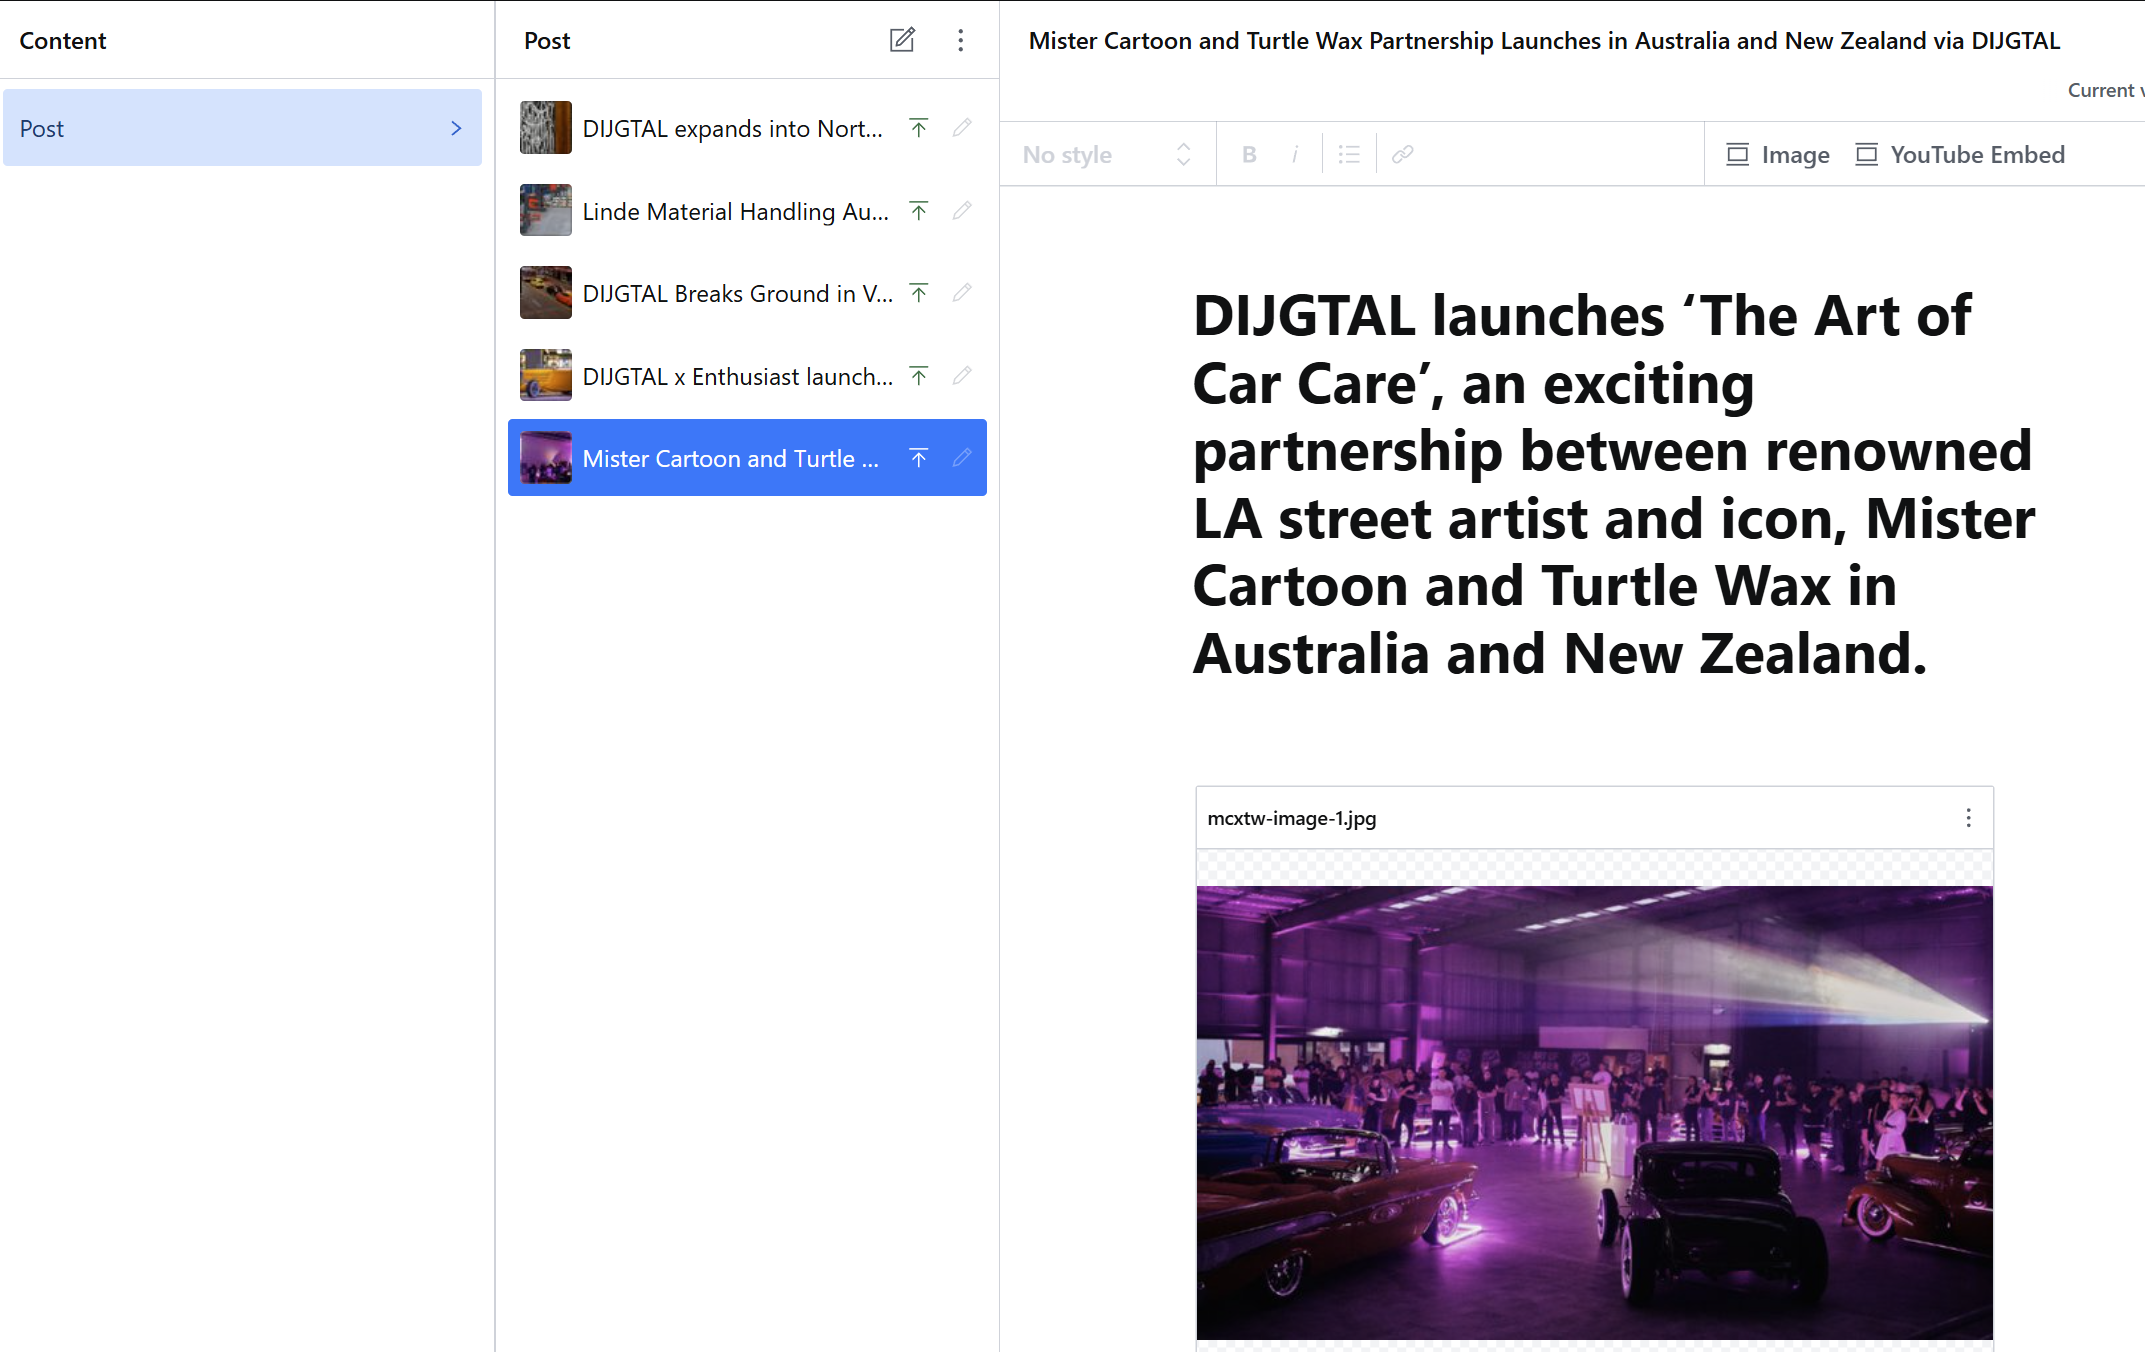 Content
Post
Post
DIJGTAL expands into Nort...
Linde Material Handling Au...
DIJGTAL Breaks Ground in V...
DIJGTAL x Enthusiast launch...
Mister Cartoon and Turtle ...
Mister Cartoon and Turtle Wax Partnership Launches in Australia and New Zealand via DIJGTAL
Current v
No style
B i
Image YouTube Embed
DIJGTAL launches ‘The Art of
Car Care’, an exciting
partnership between renowned
LA street artist and icon, Mister
Cartoon and Turtle Wax in
Australia and New Zealand.
mcxtw-image-1.jpg